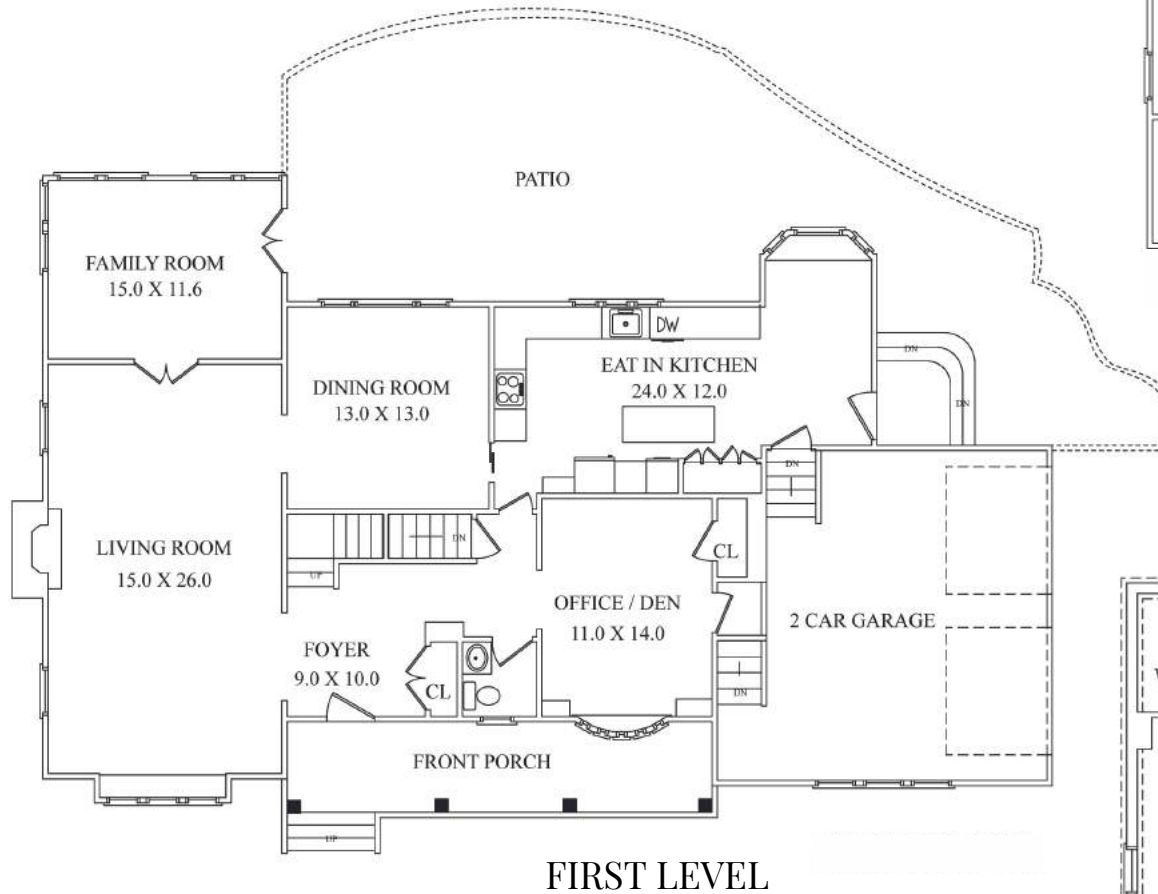 PATIO
FAMILY ROOM
15.0 X 11.6
DW
EAT IN KITCHEN
24.0 X 12.0
DN
DN
DINING ROOM
13.0 X 13.0
DN
LIVING ROOM
15.0 X 26.0
DN
UP
CL
OFFICE / DEN
11.0 X 14.0
2 CAR GARAGE
FOYER
9.0 X 10.0
CL
DN
FRONT PORCH
UP
FIRST LEVEL